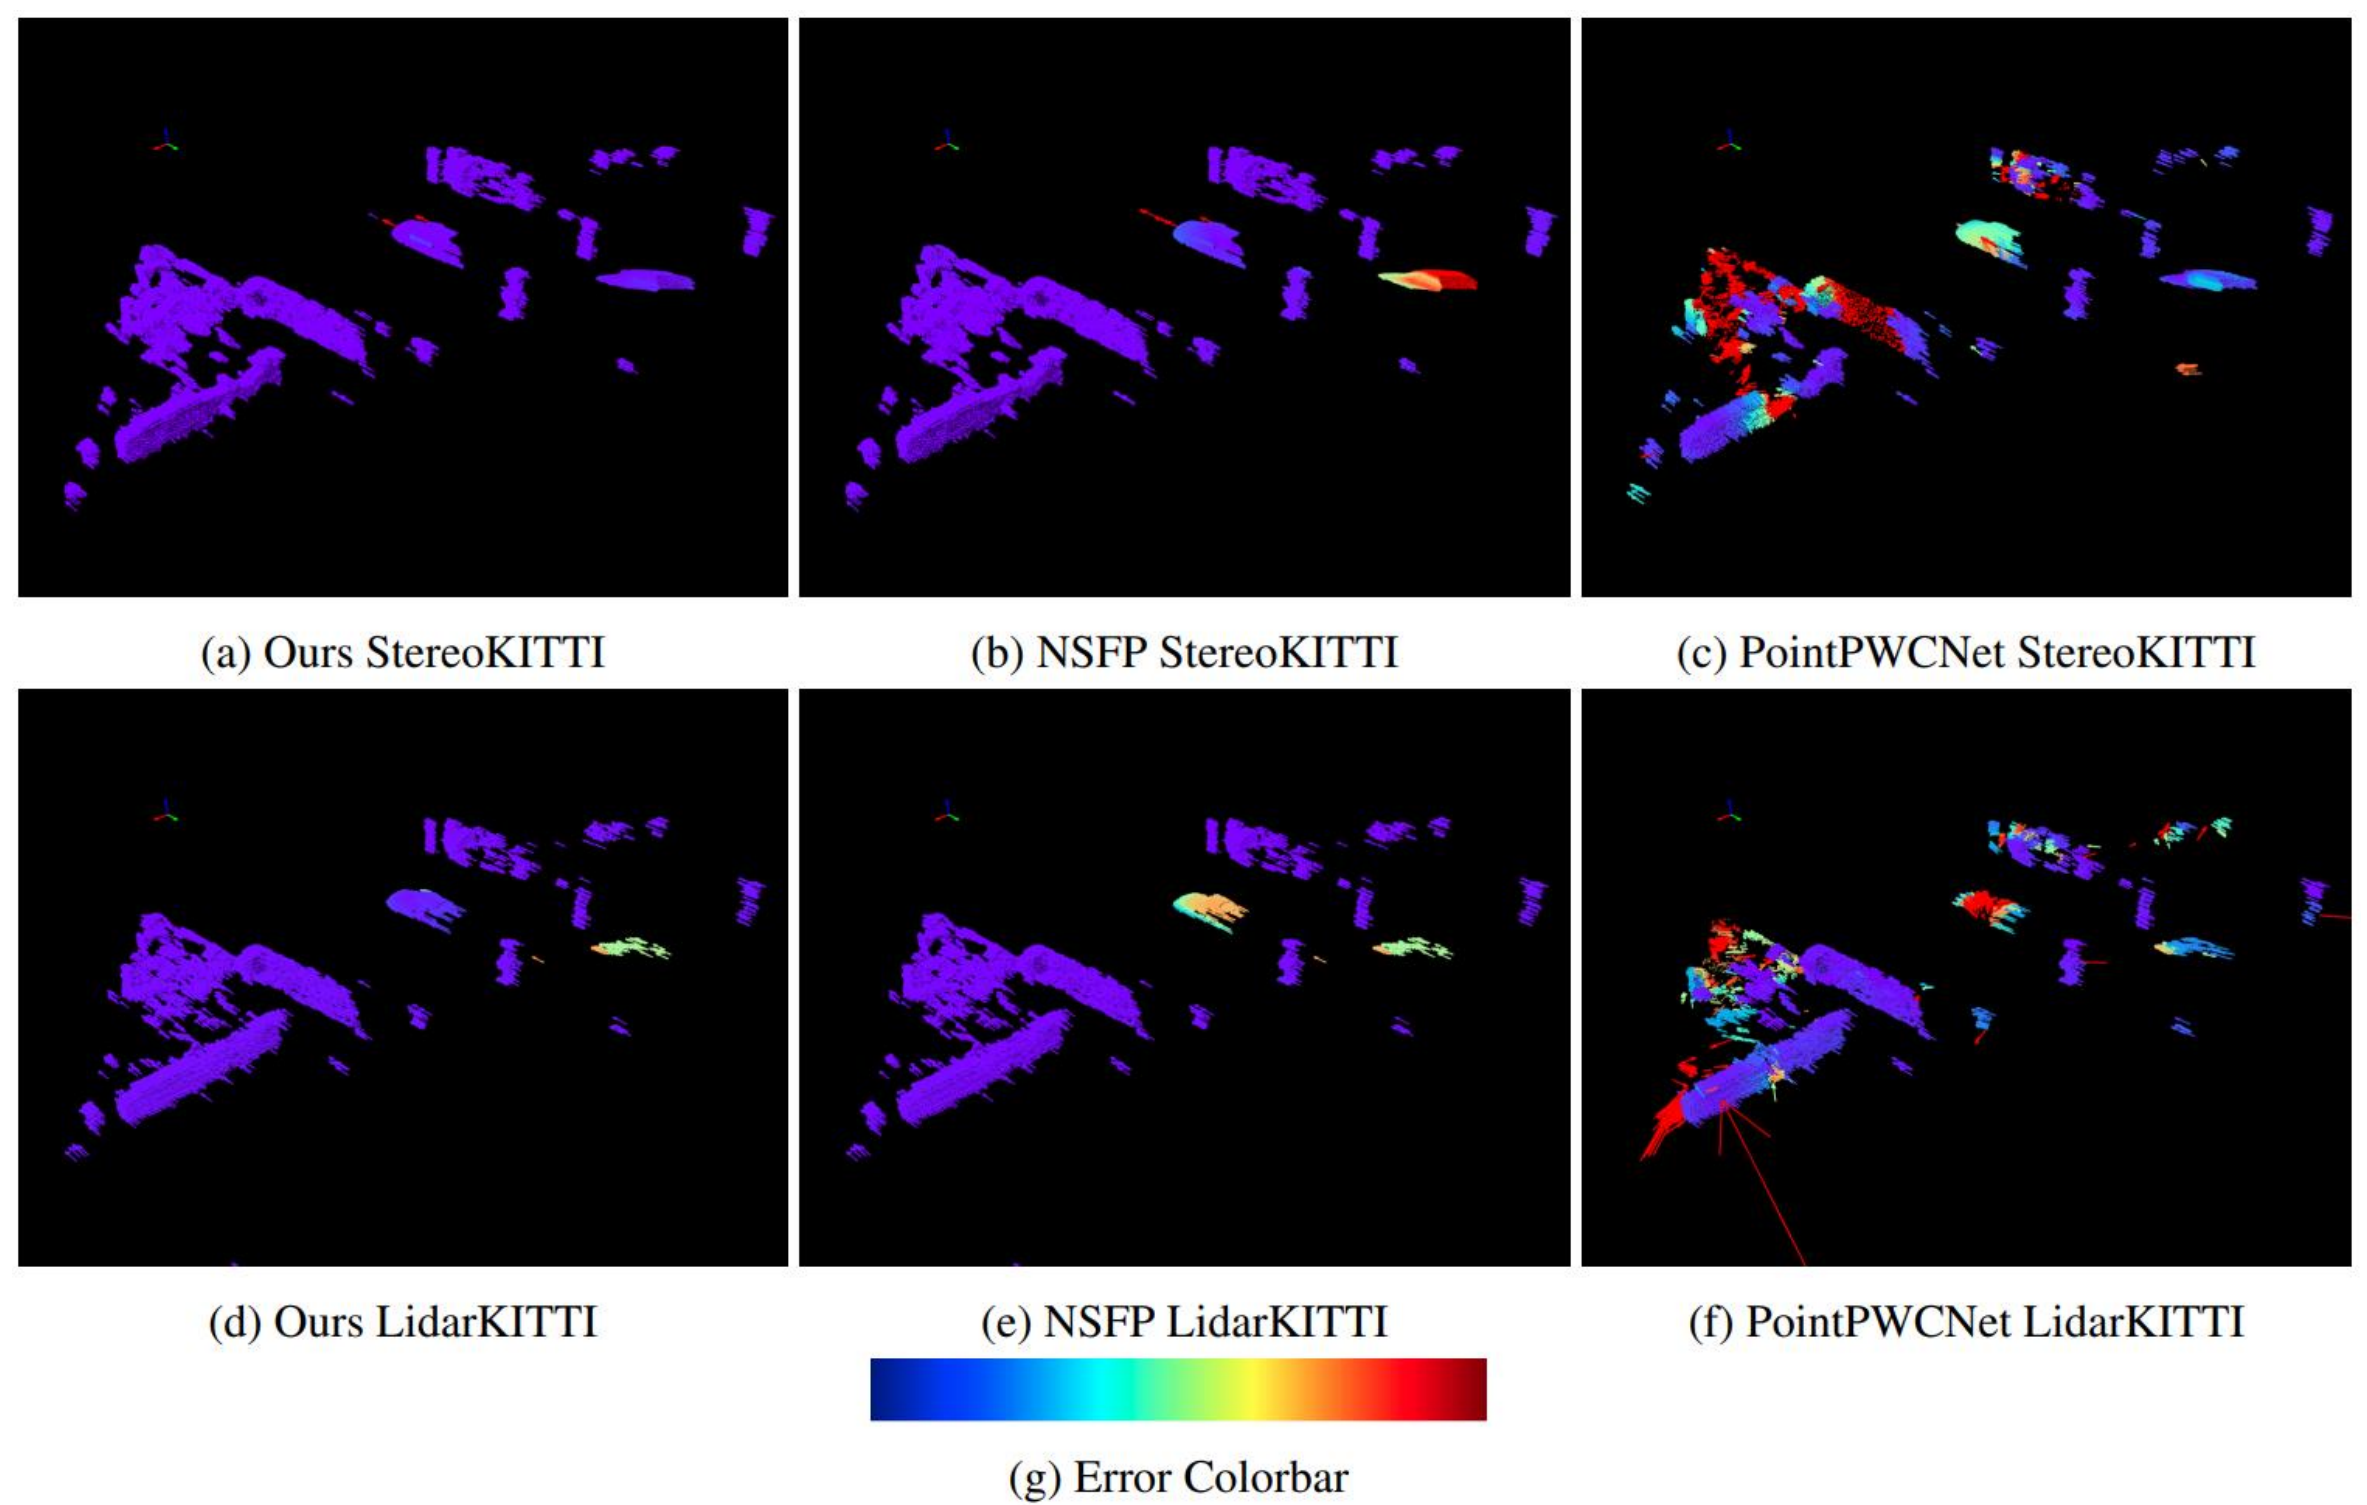 (a) Ours StereoKITTI
(b) NSFP StereoKITTI
(c) PointPWCNet StereoKITTI
(d) Ours LidarKITTI
(e) NSFP LidarKITTI
(f) PointPWCNet LidarKITTI
(g) Error Colorbar